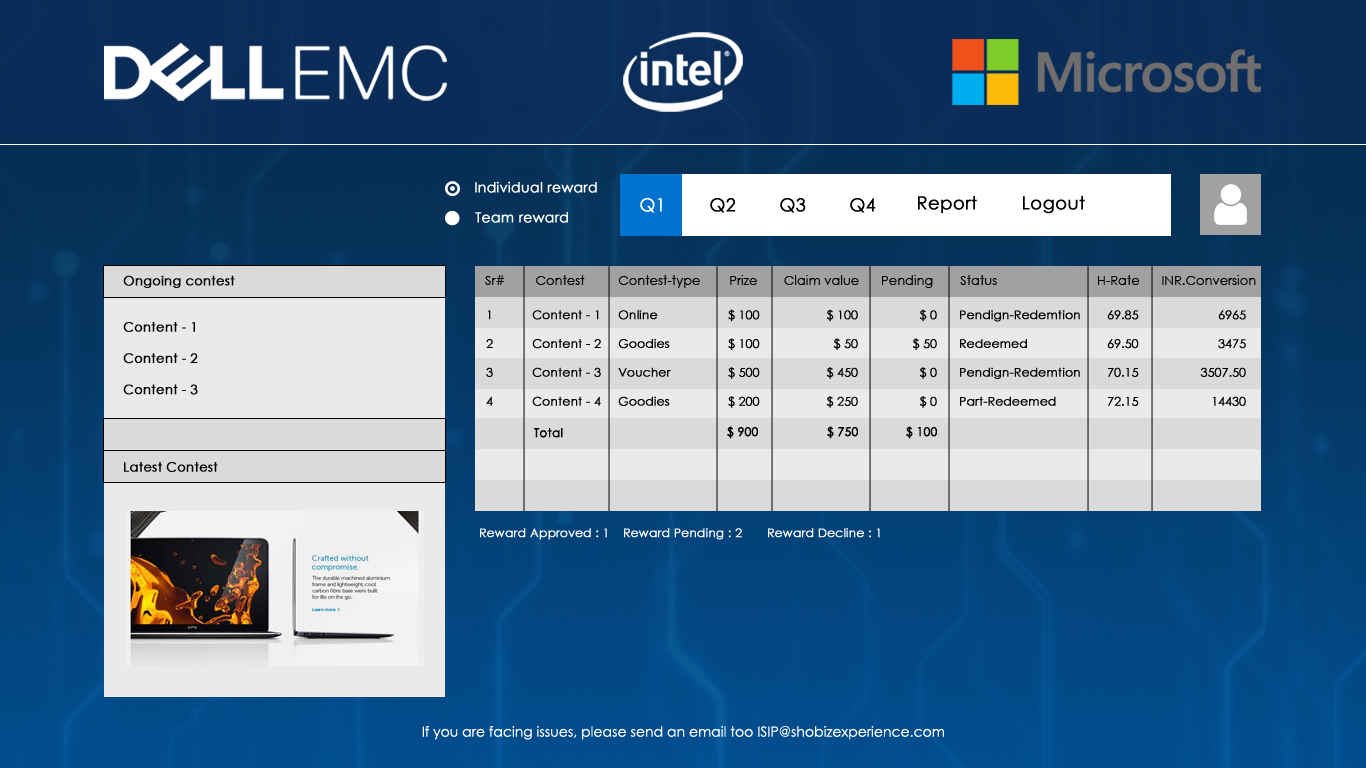 DELLEMC
intel®
Microsoft
Individual reward
Team reward
Q1 Q2 Q3 Q4 Report Logout
Ongoing contest
Content - 1
Content - 2
Content - 3
Latest Contest
Crafted without
compromise.
The durable machined aluminium
frame and lightweight, cool
carbon fibre base were built
for life on the go.
Learn more >
XPS
Sr# Contest Contest-type Prize Claim value Pending Status H-Rate INR.Conversion
1 Content - 1 Online $ 100 $ 100 $ 0 Pendign-Redemtion 69.85 6965
2 Content - 2 Goodies $ 100 $ 50 $ 50 Redeemed 69.50 3475
3 Content - 3 Voucher $ 500 $ 450 $ 0 Pendign-Redemtion 70.15 3507.50
4 Content - 4 Goodies $ 200 $ 250 $ 0 Part-Redeemed 72.15 14430
Total $ 900 $ 750 $ 100
Reward Approved : 1 Reward Pending : 2 Reward Decline : 1
If you are facing issues, please send an email too ISIP@shobizexperience.com